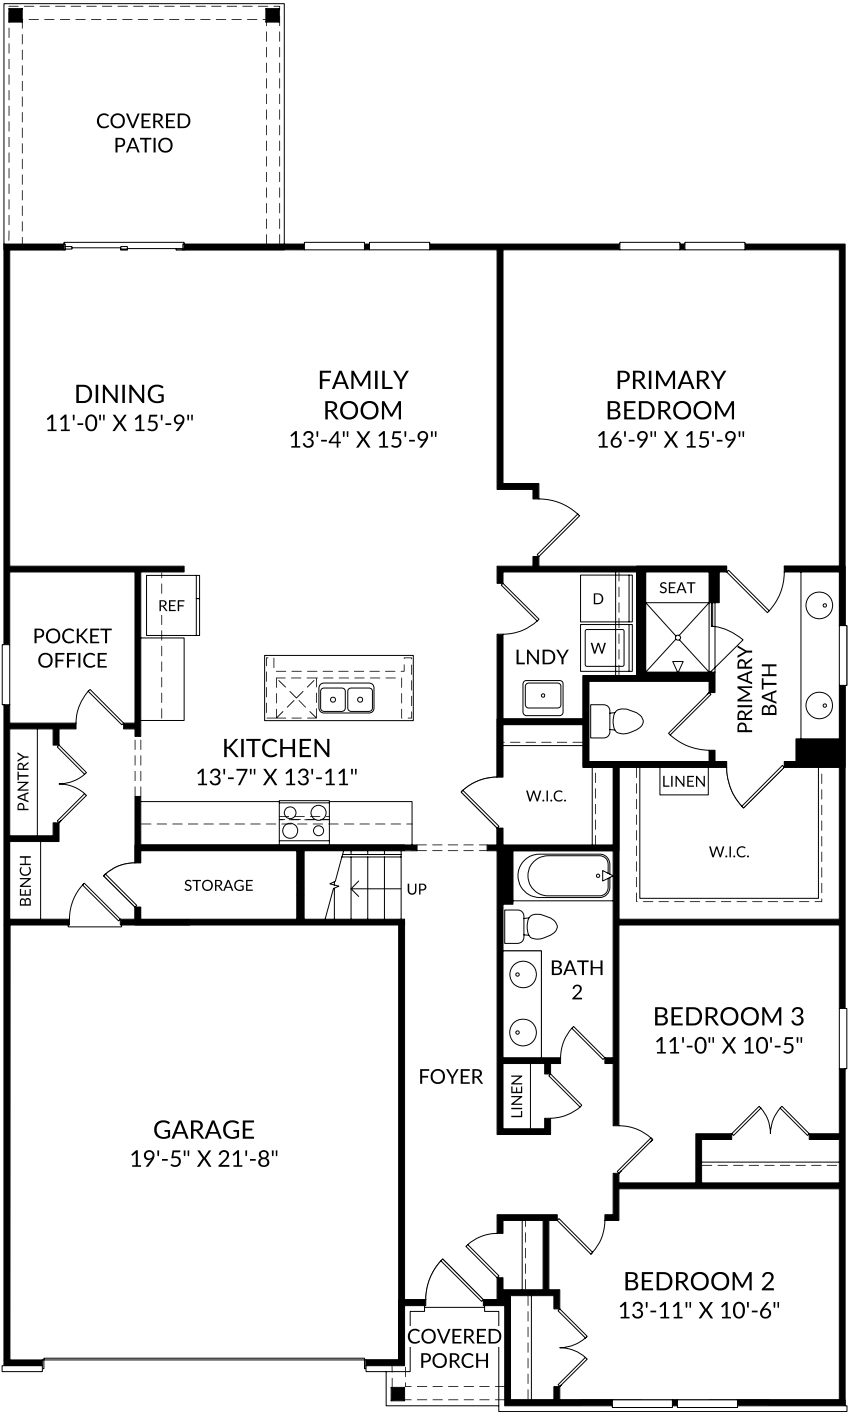 COVERED
PATIO
DINING
11'-0" X 15'-9"
FAMILY
ROOM
13'-4" X 15'-9"
PRIMARY
BEDROOM
16'-9" X 15'-9"
POCKET
OFFICE
REF
KITCHEN
13'-7" X 13'-11"
LNDY
D
W
SEAT
PRIMARY
BATH
PANTRY
BENCH
STORAGE
UP
W.I.C.
LINEN
W.I.C.
BATH
2
LINEN
FOYER
BEDROOM 3
11'-0" X 10'-5"
GARAGE
19'-5" X 21'-8"
BEDROOM 2
13'-11" X 10'-6"
COVERED
PORCH